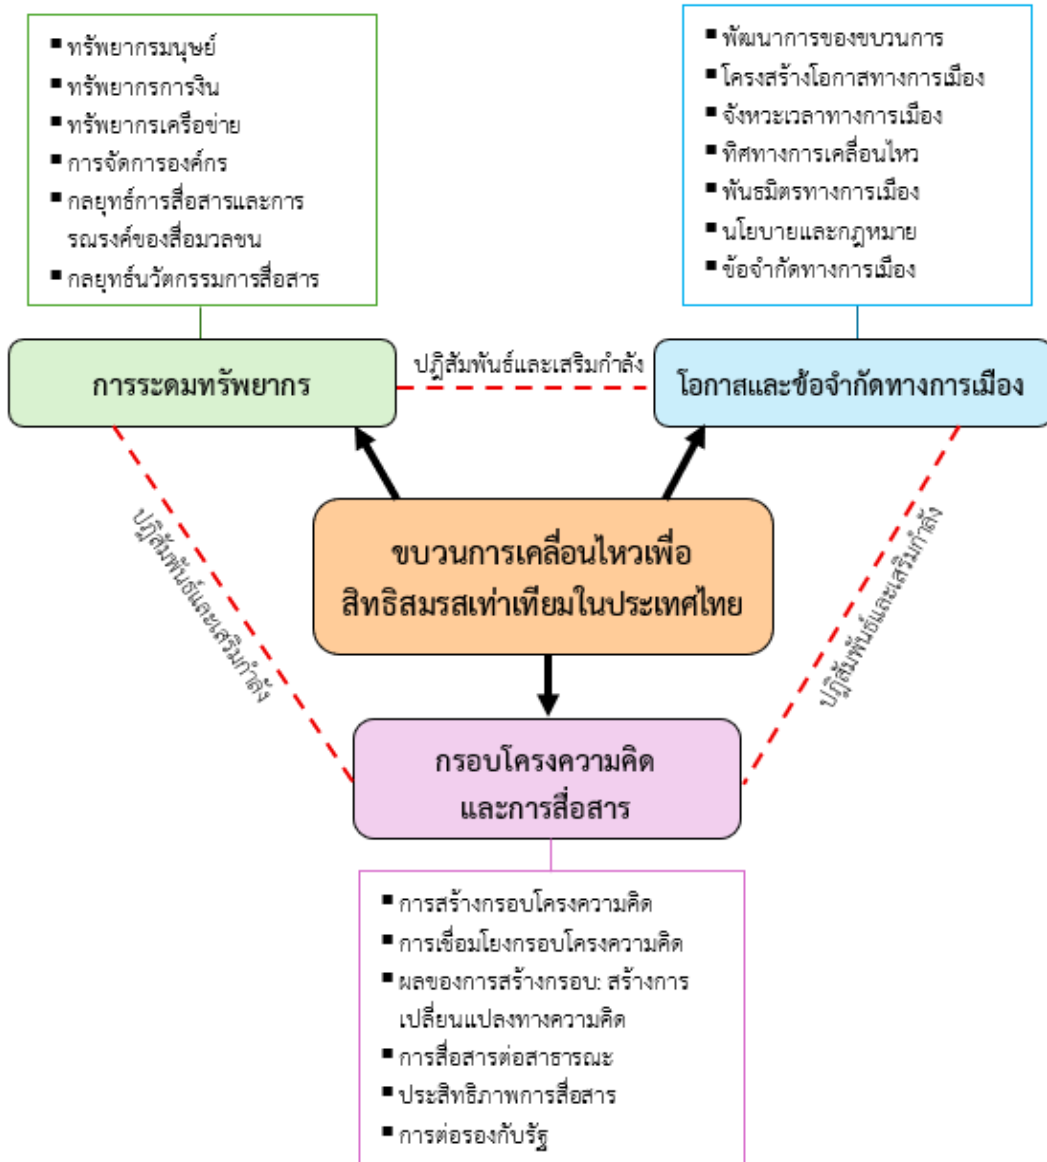 ▪ ทรัพยากรมนุษย์
▪ ทรัพยากรการเงิน
▪ ทรัพยากรเครือข่าย
▪ การจัดการองค์กร
▪ กลยุทธ์การสื่อสารและการ
รณรงค์ของสื่อมวลชน
▪ กลยุทธ์นวัตกรรมการสื่อสาร
▪ พัฒนาการของขบวนการ
▪ โครงสร้างโอกาสทางการเมือง
▪ จังหวะเวลาทางการเมือง
▪ ทิศทางการเคลื่อนไหว
▪ พันธมิตรทางการเมือง
▪ นโยบายและกฎหมาย
▪ ข้อจำกัดทางการเมือง
การระดมทรัพยากร
ปฏิสัมพันธ์และเสริมกำลัง
โอกาสและข้อจำกัดทางการเมือง
ปฏิสัมพันธ์และเสริมกำลัง
ขบวนการเคลื่อนไหวเพื่อ
สิทธิสมรสเท่าเทียมในประเทศไทย
ปฏิสัมพันธ์และเสริมกำลัง
กรอบโครงความคิด
และการสื่อสาร
▪ การสร้างกรอบโครงความคิด
▪ การเชื่อมโยงกรอบโครงความคิด
▪ ผลของการสร้างกรอบ: สร้างการ
เปลี่ยนแปลงทางความคิด
▪ การสื่อสารต่อสาธารณะ
▪ ประสิทธิภาพการสื่อสาร
▪ การต่อรองกับรัฐ